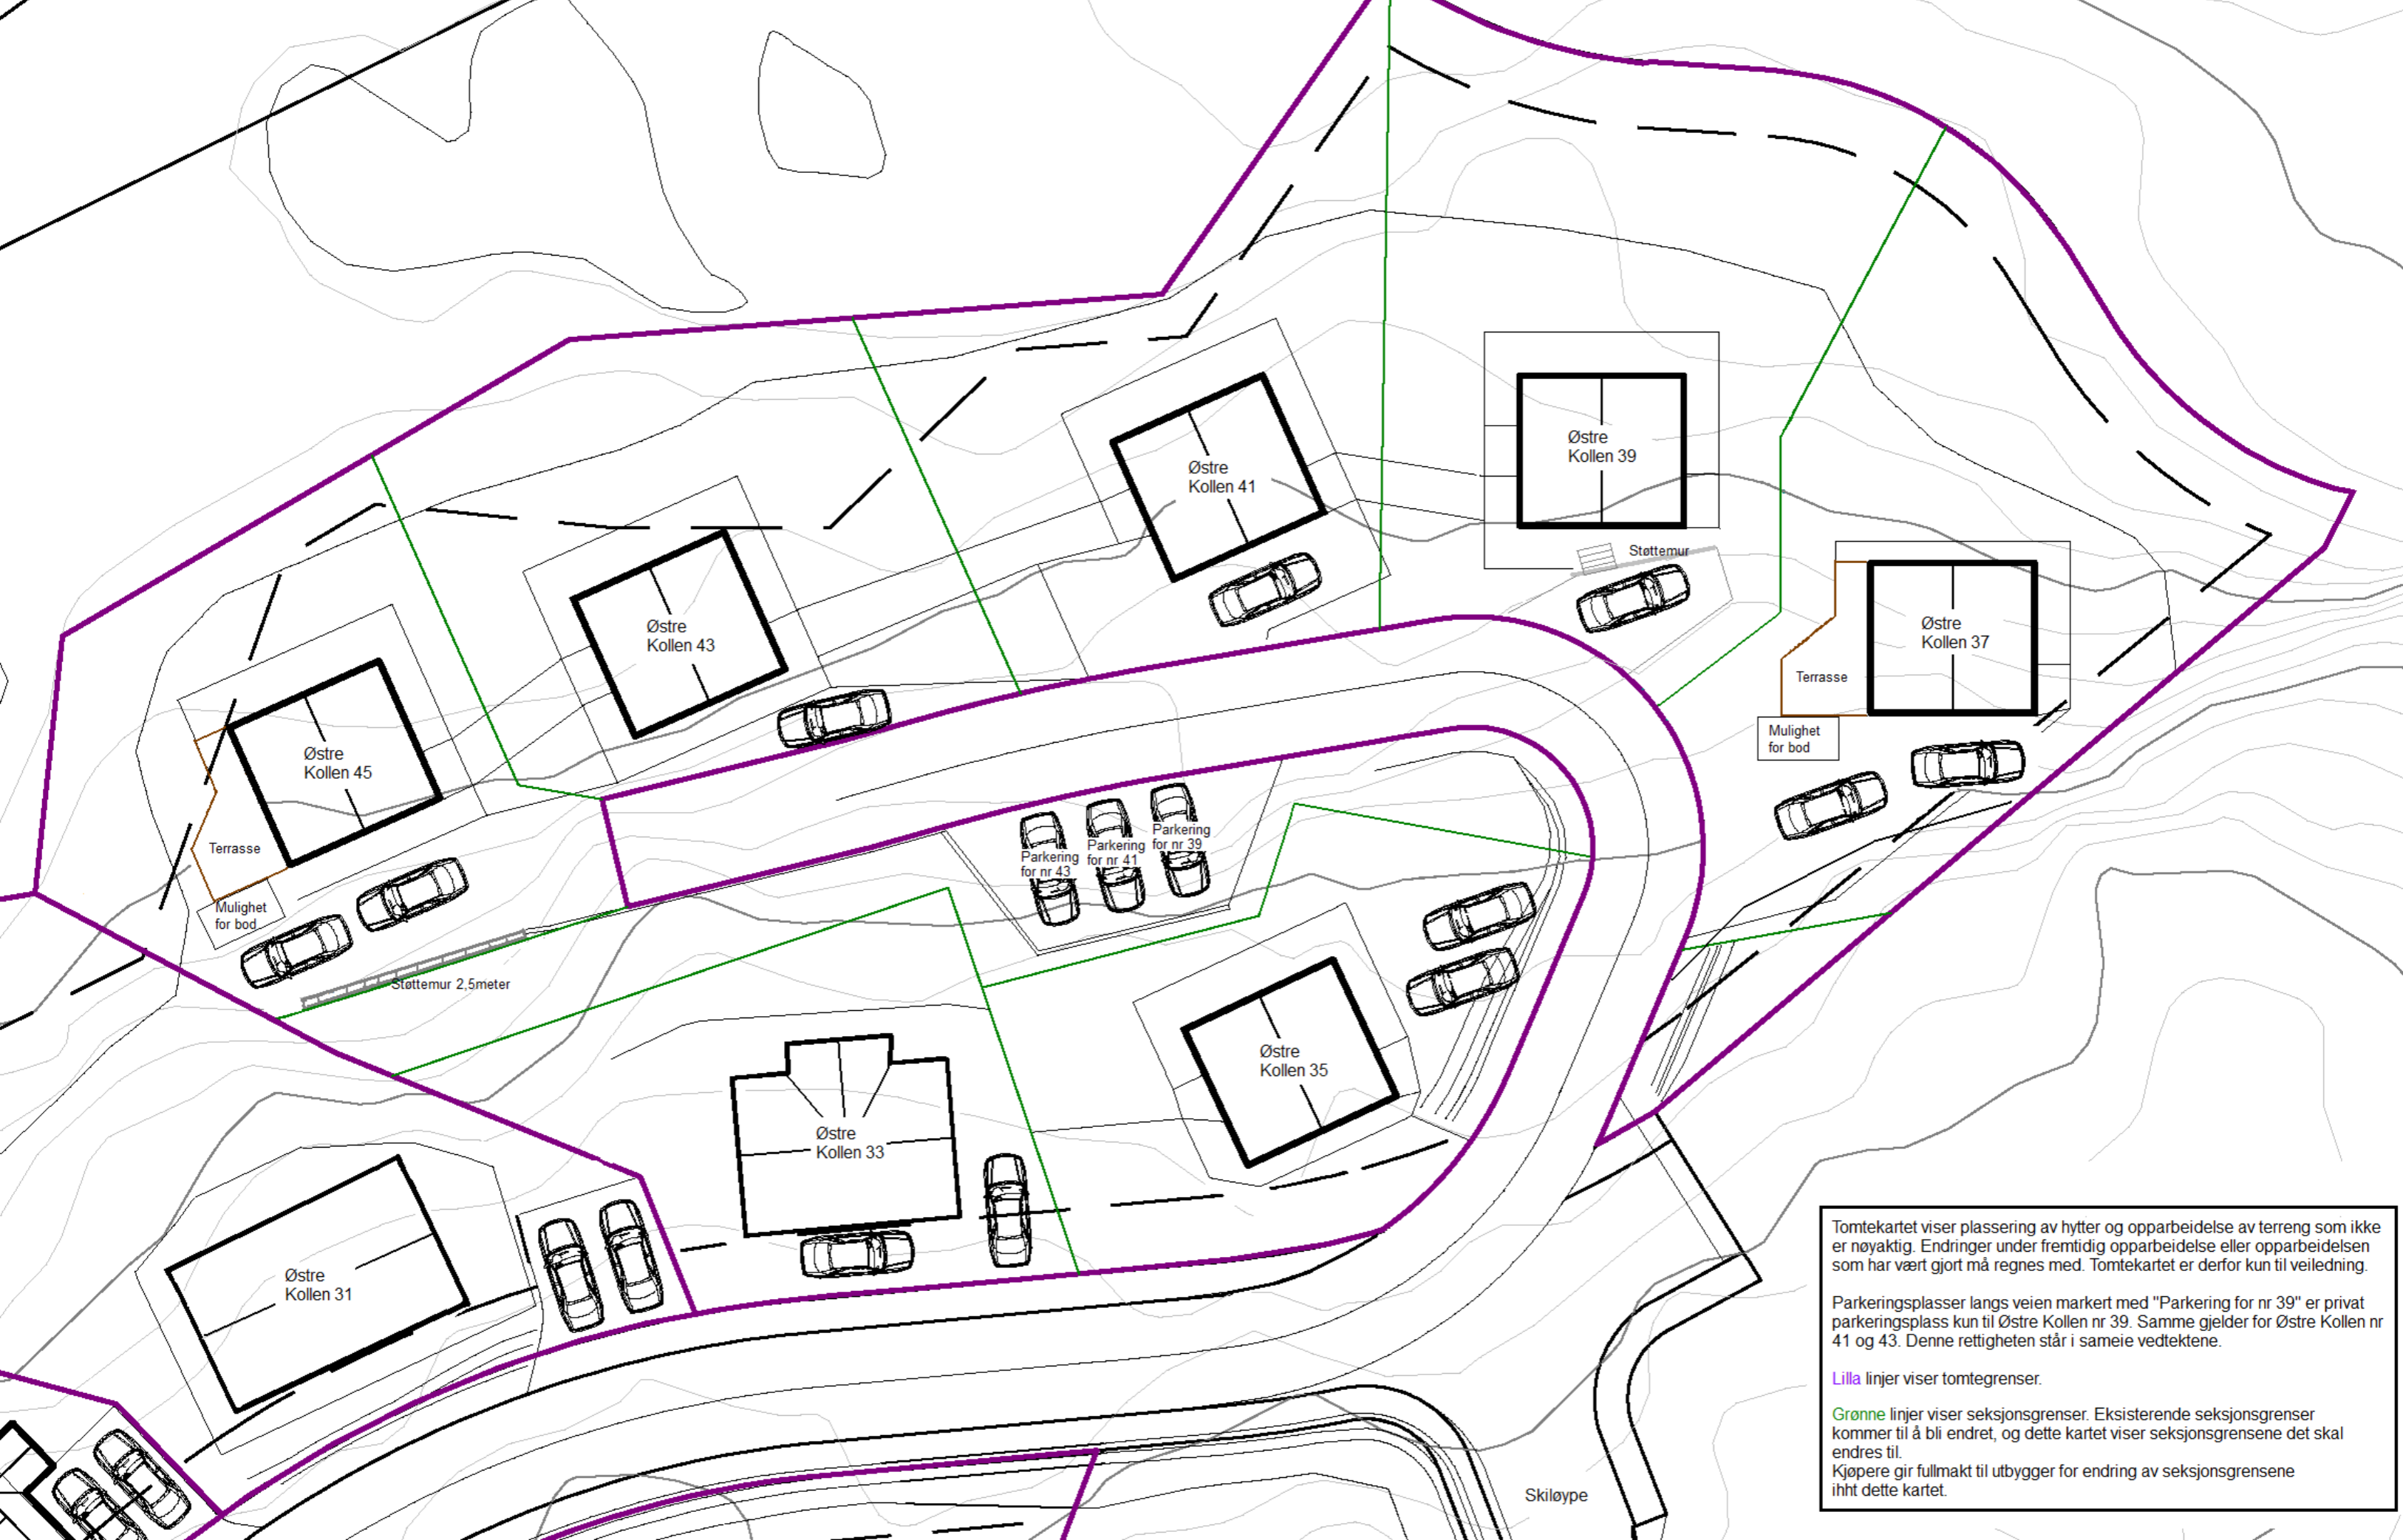 Østre
Kollen 39
Østre
Kollen 41
Støttemur
Østre
Kollen 43
Østre
Kollen 37
Terrasse
Mulighet
for bod
Østre
Kollen 45
Terrasse
Mulighet
for bod
Parkering
for nr 39
Parkering
for nr 41
Parkering
for nr 43
Støttemur 2,5meter
Østre
Kollen 35
Østre
Kollen 33
Østre
Kollen 31
Skiløype
Tomtekartet viser plassering av hytter og opparbeidelse av terreng som ikke
er nøyaktig. Endringer under fremtidig opparbeidelse eller opparbeidelsen
som har vært gjort må regnes med. Tomtekartet er derfor kun til veiledning.
Parkeringsplasser langs veien markert med "Parkering for nr 39" er privat
parkeringsplass kun til Østre Kollen nr 39. Samme gjelder for Østre Kollen nr
41 og 43. Denne rettigheten står i sameie vedtektene.
Lilla linjer viser tomtegrenser.
Grønne linjer viser seksjonsgrenser. Eksisterende seksjonsgrenser
kommer til å bli endret, og dette kartet viser seksjonsgrensene det skal
endres til.
Kjøpere gir fullmakt til utbygger for endring av seksjonsgrensene
ihht dette kartet.